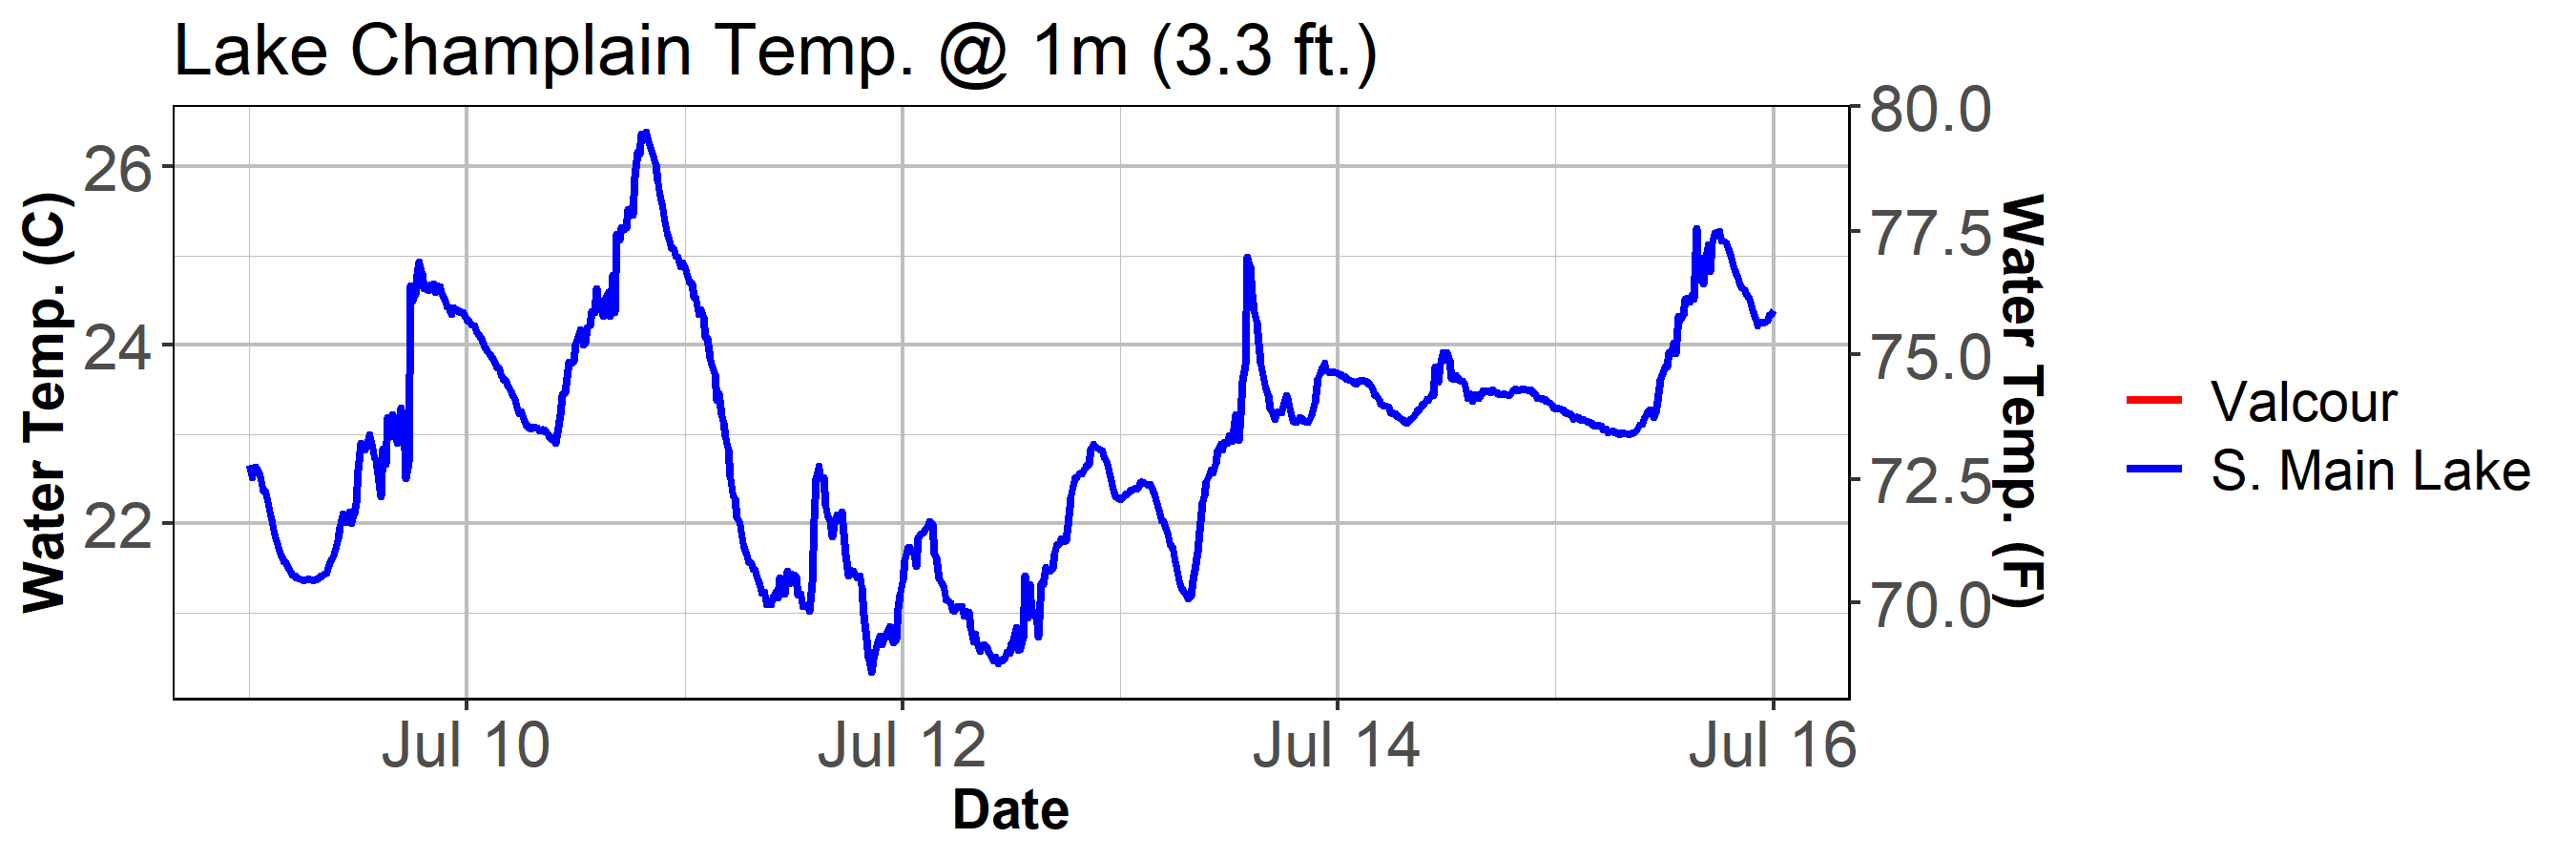 Lake Champlain Temp. @ 1m (3.3 ft.)
Water Temp. (C)
26
24
22
80.0
77.5
75.0
72.5
70.0
Water Temp. (F)
Jul 10
Jul 12
Jul 14
Jul 16
Date
Valcour
S. Main Lake